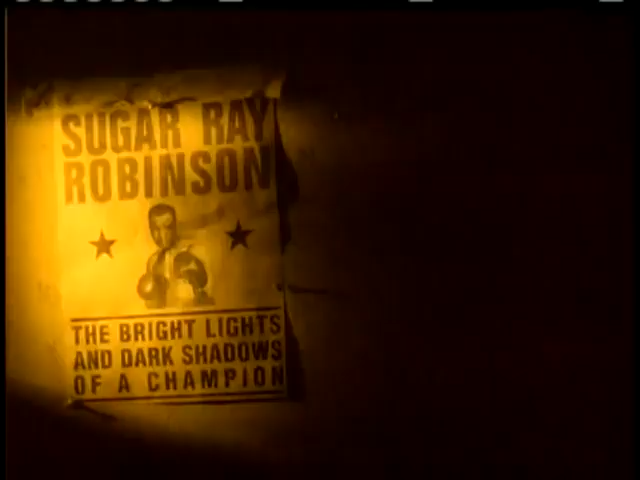 SUGAR RAY
ROBINSON
THE BRIGHT LIGHTS
AND DARK SHADOWS
OF A CHAMPION